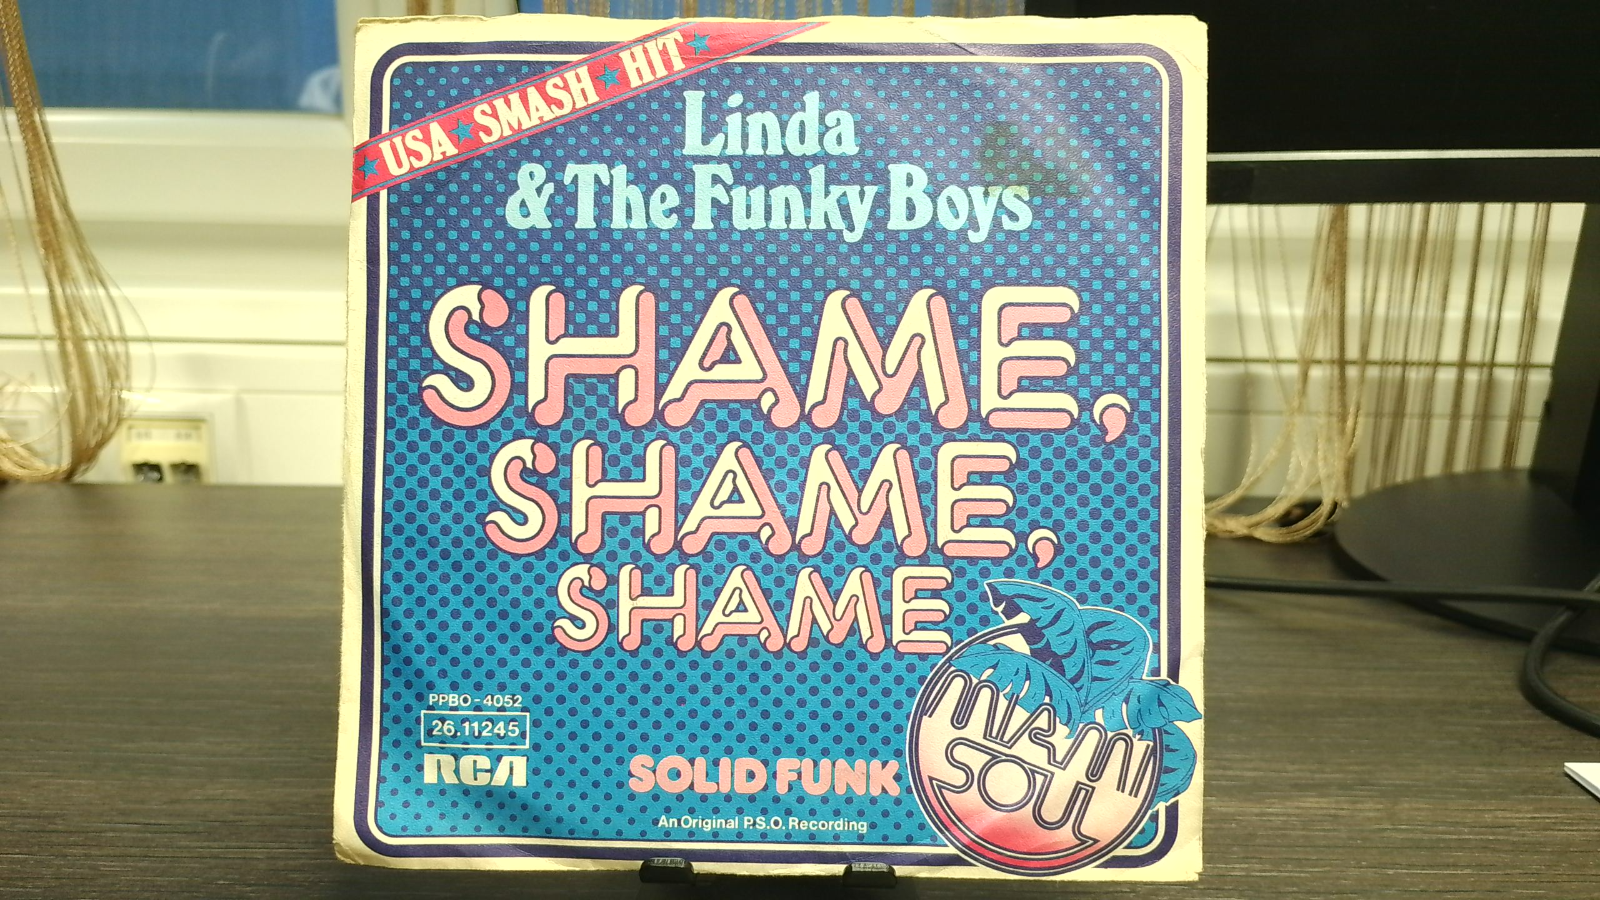 USA ★ SMASH ★ HIT
Linda
& The Funky Boys
SHAME,
SHAME,
SHAME
PPBO-4052
26.11245
RCA
SOLID FUNK
An Original P.S.O. Recording
MIAMI
SOUL